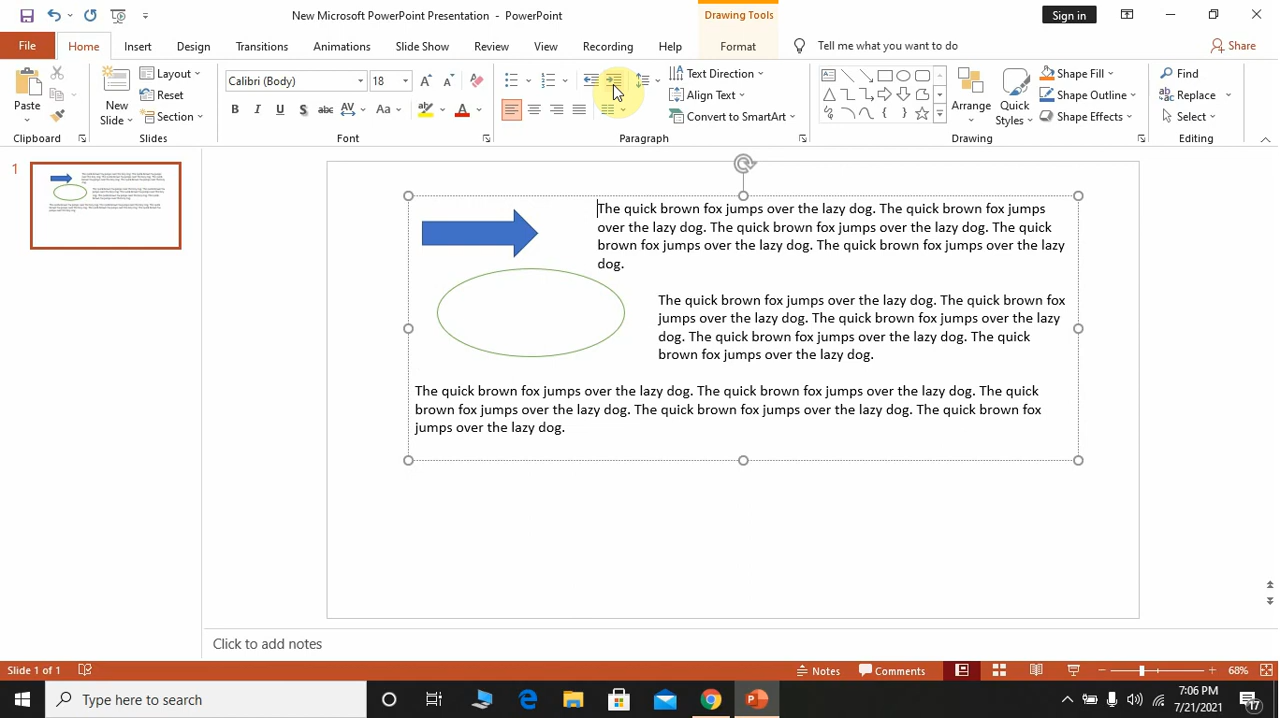 New Microsoft PowerPoint Presentation - PowerPoint
Drawing Tools
Sign in
File
Home
Insert
Design
Transitions
Animations
Slide Show
Review
View
Recording
Help
Format
Tell me what you want to do
Share
Paste
Clipboard
New
Slide
Layout
Reset
Section
Slides
Calibri (Body)
18
B I U S abc AV Aa A
Font
Text Direction
Align Text
Convert to SmartArt
Paragraph
Arrange
Quick
Styles
Shape Fill
Shape Outline
Shape Effects
Drawing
Find
Replace
Select
Editing
1
The quick brown fox jumps over the lazy dog. The quick brown fox jumps
over the lazy dog. The quick brown fox jumps over the lazy dog. The quick
brown fox jumps over the lazy dog. The quick brown fox jumps over the lazy
dog.
The quick brown fox jumps over the lazy dog. The quick brown fox
jumps over the lazy dog. The quick brown fox jumps over the lazy
dog. The quick brown fox jumps over the lazy dog. The quick
brown fox jumps over the lazy dog.
The quick brown fox jumps over the lazy dog. The quick brown fox jumps over the lazy dog. The quick
brown fox jumps over the lazy dog. The quick brown fox jumps over the lazy dog. The quick brown fox
jumps over the lazy dog.
Click to add notes
Slide 1 of 1
Notes
Comments
68%
Type here to search
7:06 PM
7/21/2021
17